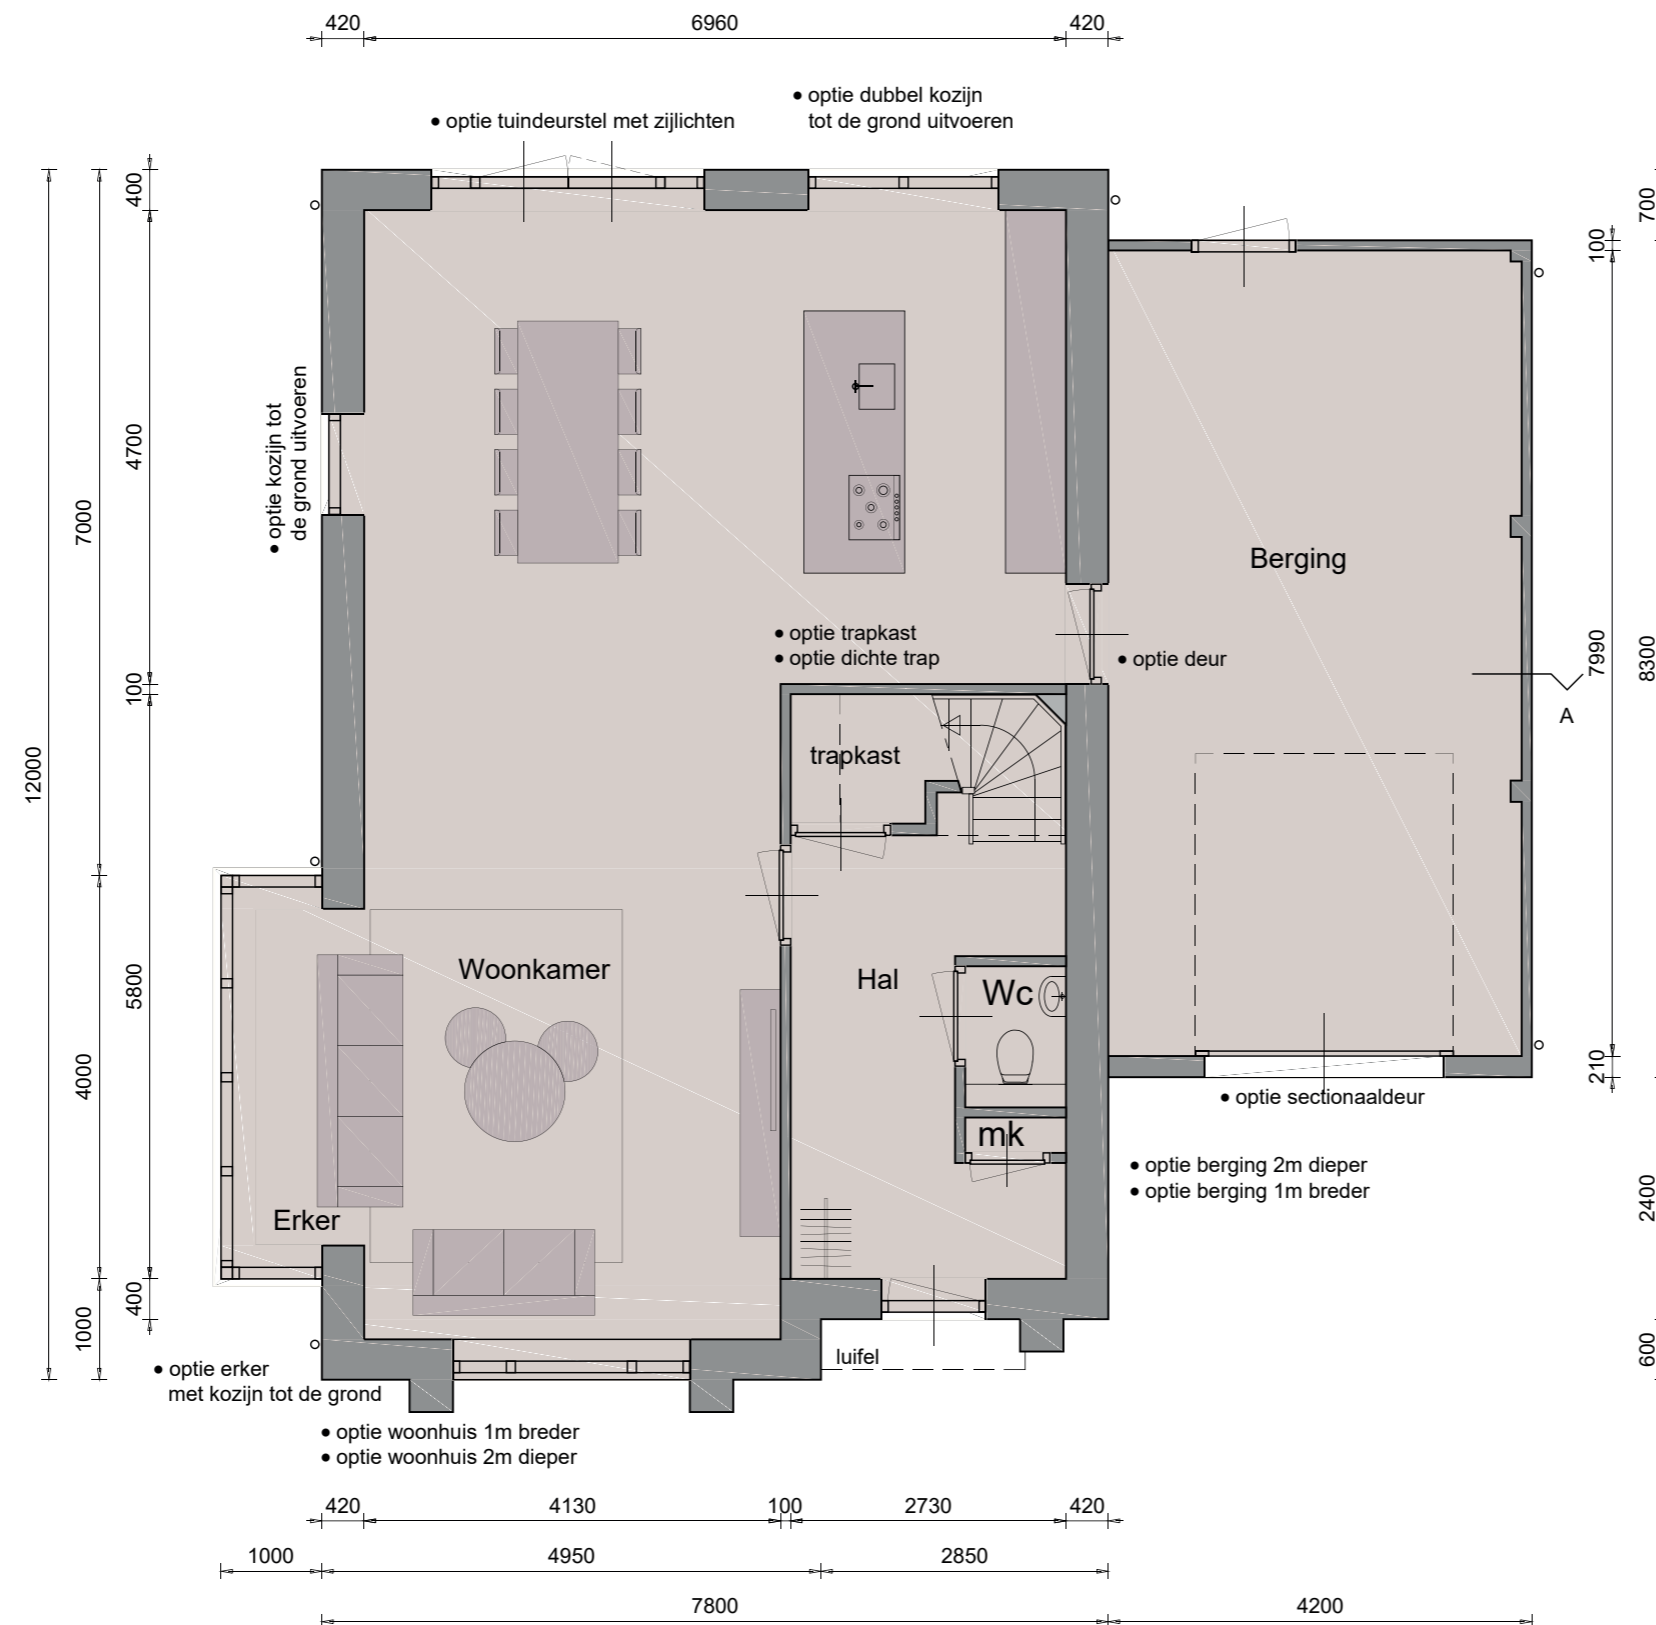 420 6960 420
• optie dubbel kozijn
tot de grond uitvoeren
• optie tuindeurstel met zijlichten
400
700
100
• optie kozijn tot
de grond uitvoeren
4700
7000
Berging
• optie trapkast
• optie dichte trap
• optie deur
7990
8300
100
A
12000
trapkast
Woonkamer
Hal
Wc
5800
4000
210
• optie sectionaaldeur
mk
• optie berging 2m dieper
• optie berging 1m breder
2400
Erker
400
1000
luifel
600
• optie erker
met kozijn tot de grond
• optie woonhuis 1m breder
• optie woonhuis 2m dieper
420 4130 100 2730 420
1000 4950 2850
7800 4200